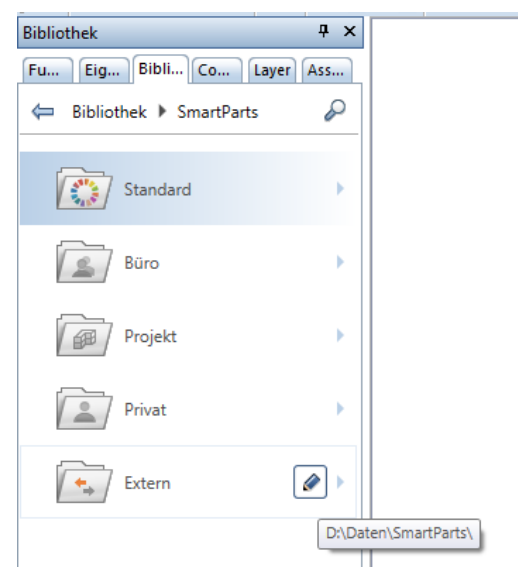 Bibliothek
Fu... Eig... Bibli... Co... Layer Ass...
Bibliothek SmartParts
Standard
Büro
Projekt
Privat
Extern
D:\Daten\SmartParts\